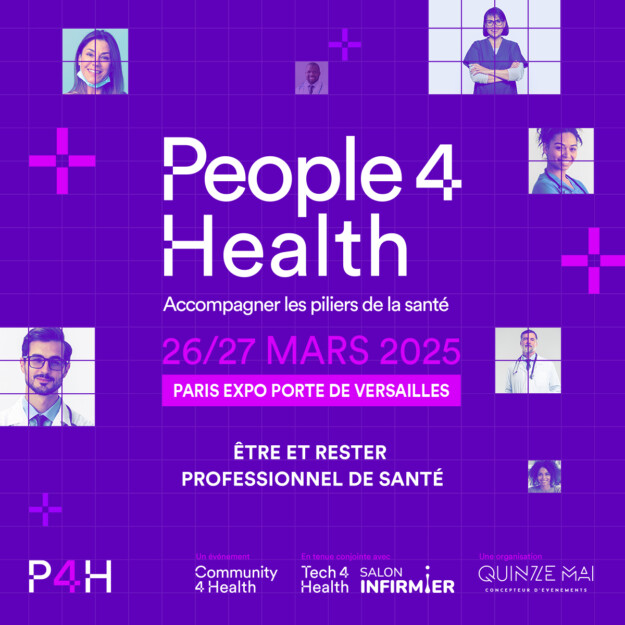 People 4
Health
Accompagner les piliers de la santé
26/27 MARS 2025
PARIS EXPO PORTE DE VERSAILLES
ÊTRE ET RESTER
PROFESSIONNEL DE SANTÉ
P4H
Un événement
Community
4 Health
En tenue conjointe avec
Tech 4
Health
SALON
INFIRMIER
Une organisation
QUINZE MAI
CONCEPTEUR D'ÉVÉNEMENTS